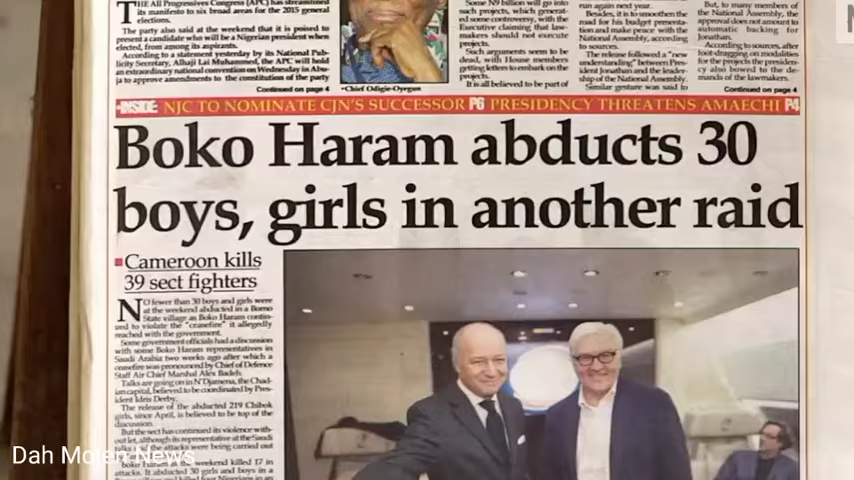 THE All Progressives Congress (APC) has streamlined
its manifesto to six broad areas for the 2015 general
elections.
The party also said at the weekend that it is poised to
present a candidate who will be a Nigerian president when
elected, from among its aspirants.
According to a statement yesterday by its National Pub-
licity Secretary, Alhaji Lai Muhammed, the APC will hold
an extraordinary national convention on Wednesday in Abu-
ja to approve amendments to the constitution of the party
Continued on page 4
•Chief Odigie-Oyegun
Some N9 billion will go into
such projects, which generat-
ed some controversy, with the
Executive claiming that law-
makers should not execute
projects.
Such arguments seem to be
dead, with House members
getting letters to embark on the
projects.
It is all believed to be part of
run again next year.
Besides, it is to smoothen the
road for his budget presenta-
tion and make peace with the
National Assembly, according
to sources.
The release followed a "new
understanding" between Pres-
ident Jonathan and the leader-
ship of the National Assembly.
Similar gesture was said to
But, to many members of
the National Assembly, the
approval does not amount to
automatic backing for
Jonathan.
According to sources, after
foot-dragging on modalities
for the projects the presiden-
cy also bowed to the de-
mands of the lawmakers.
Continued on page 4
INSIDE NJC TO NOMINATE CJN'S SUCCESSOR P6 PRESIDENCY THREATENS AMAECHI P4
Boko Haram abducts 30
boys, girls in another raid
Cameroon kills
39 sect fighters
NO fewer than 30 boys and girls were
at the weekend abducted in a Borno
State village as Boko Haram contin-
ued to violate the "ceasefire" it allegedly
reached with the government.
Some government officials had a discussion
with some Boko Haram representatives in
Saudi Arabia two weeks ago after which a
ceasefire was pronounced by Chief of Defence
Staff Air Chief Marshal Alex Badeh.
Talks are going on in N'Djamena, the Chad-
ian capital, believed to be coordinated by Pres-
ident Idris Derby.
The release of the abducted 219 Chibok
girls, since April, is believed to be top of the
discussion.
But the sect has continued its violence with-
out let, although its representative at the Saudi
of the attacks were being carried out
Boko Haram at the weekend killed 17 in
attacks. It abducted 30 girls and boys in a
Dah News